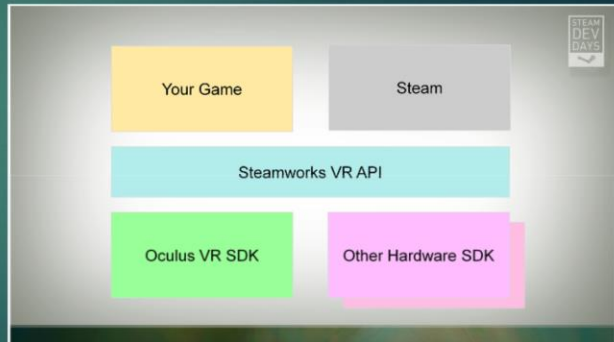 STEAM
DEV
DAYS
Your Game
Steam
Steamworks VR API
Oculus VR SDK
Other Hardware SDK